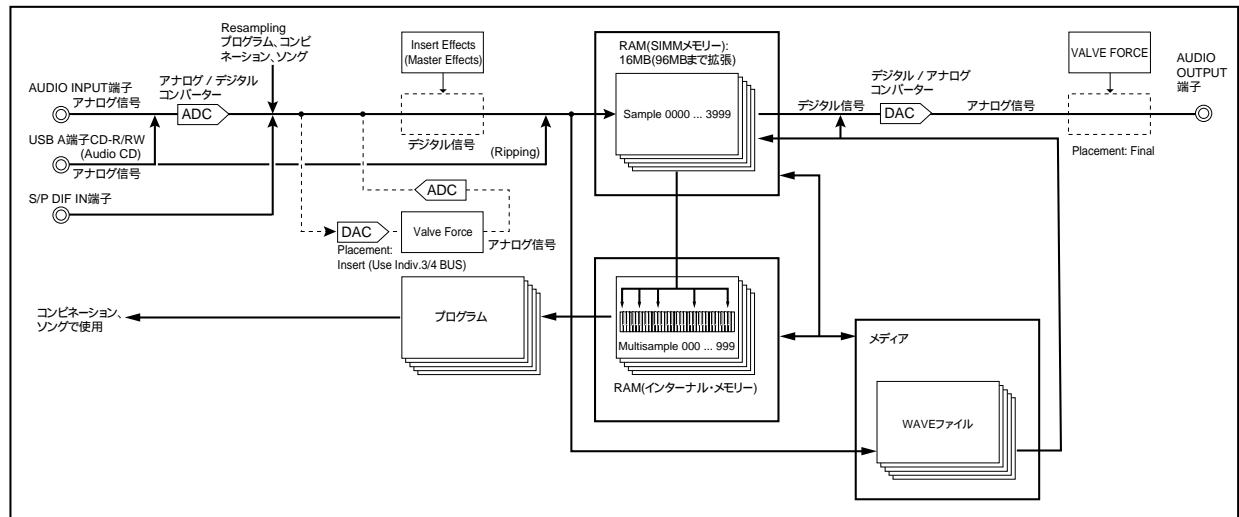 Resampling
プログラム、コンビ
ネーション、ソング
Insert Effects
(Master Effects)
RAM(SIMMメモリー):
16MB(96MBまで拡張)
VALVE FORCE
AUDIO
OUTPUT
端子
AUDIO INPUT端子
アナログ信号
アナログ / デジタル
コンバーター
ADC
Sample 0000 ... 3999
デジタル / アナログ
コンバーター
デジタル信号
DAC
アナログ信号
USB A端子CD-R/RW
(Audio CD)
アナログ信号
デジタル信号
(Ripping)
Placement: Final
S/P DIF IN端子
ADC
DAC
Valve Force
アナログ信号
Placement:
Insert (Use Indiv.3/4 BUS)
コンビネーション、
ソングで使用
プログラム
Multisample 000 ... 999
RAM(インターナル・メモリー)
メディア
WAVEファイル